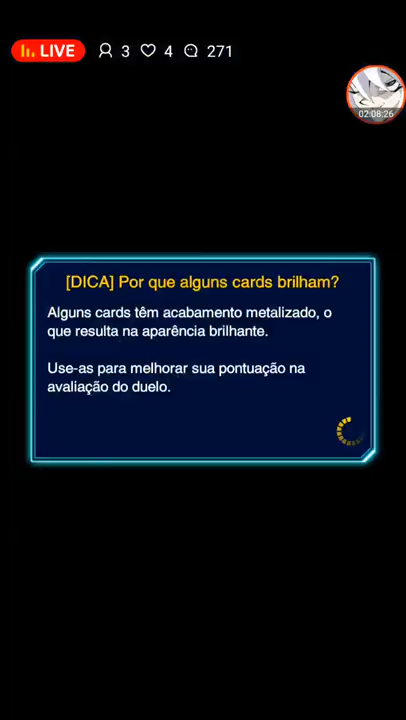 LIVE 3 4 271
02:08:26
[DICA] Por que alguns cards brilham?
Alguns cards têm acabamento metalizado, o
que resulta na aparência brilhante.
Use-as para melhorar sua pontuação na
avaliação do duelo.